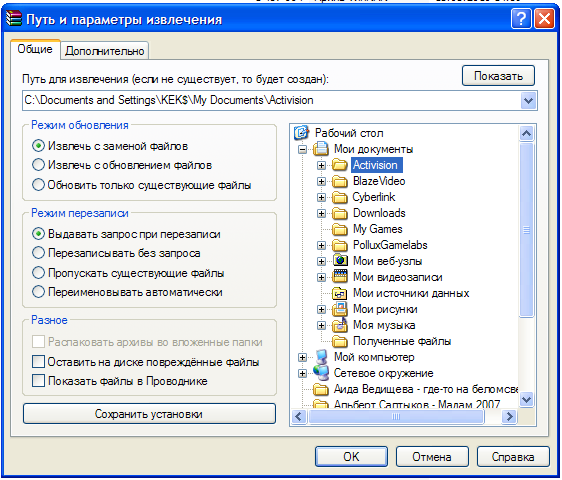 Путь и параметры извлечения
Общие
Дополнительно
Путь для извлечения (если не существует, то будет создан):
Показать
C:\Documents and Settings\KEK$\My Documents\Activision
Режим обновления
Извлечь с заменой файлов
Извлечь с обновлением файлов
Обновить только существующие файлы
Режим перезаписи
Выдавать запрос при перезаписи
Перезаписывать без запроса
Пропускать существующие файлы
Переименовывать автоматически
Разное
Распаковать архивы во вложенные папки
Оставить на диске повреждённые файлы
Показать файлы в Проводнике
Сохранить установки
Рабочий стол
Мои документы
Activision
BlazeVideo
Cyberlink
Downloads
My Games
PolluxGamelabs
Мои веб-узлы
Мои видеозаписи
Мои источники данных
Мои рисунки
Моя музыка
Полученные файлы
Мой компьютер
Сетевое окружение
Аида Ведищева - где-то на беломсве
Альберт Салтыков - Мадам 2007
OK
Отмена
Справка